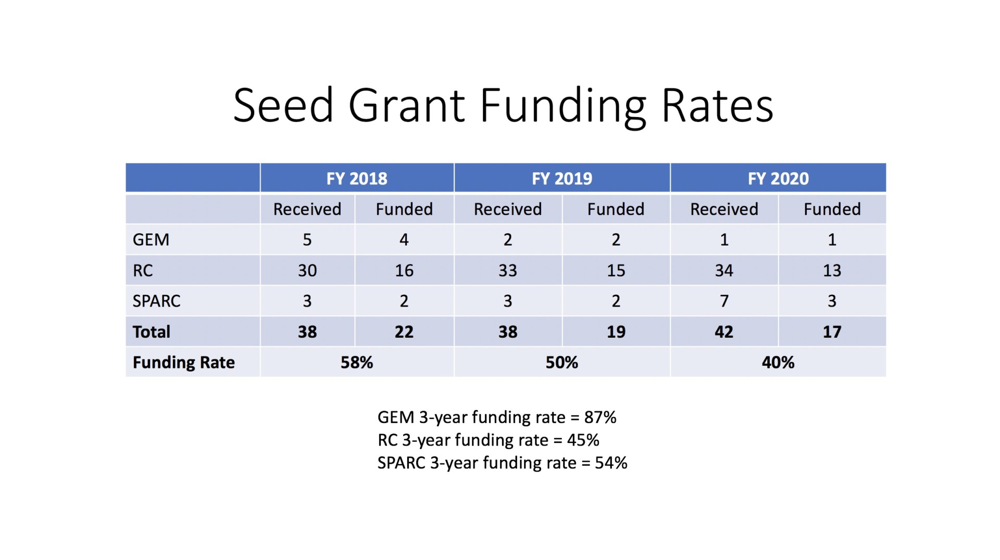 Seed Grant Funding Rates
FY 2018 FY 2019 FY 2020
Received Funded Received Funded Received Funded
GEM 5 4 2 2 1 1
RC 30 16 33 15 34 13
SPARC 3 2 3 2 7 3
Total 38 22 38 19 42 17
Funding Rate 58% 50% 40%
GEM 3-year funding rate = 87%
RC 3-year funding rate = 45%
SPARC 3-year funding rate = 54%